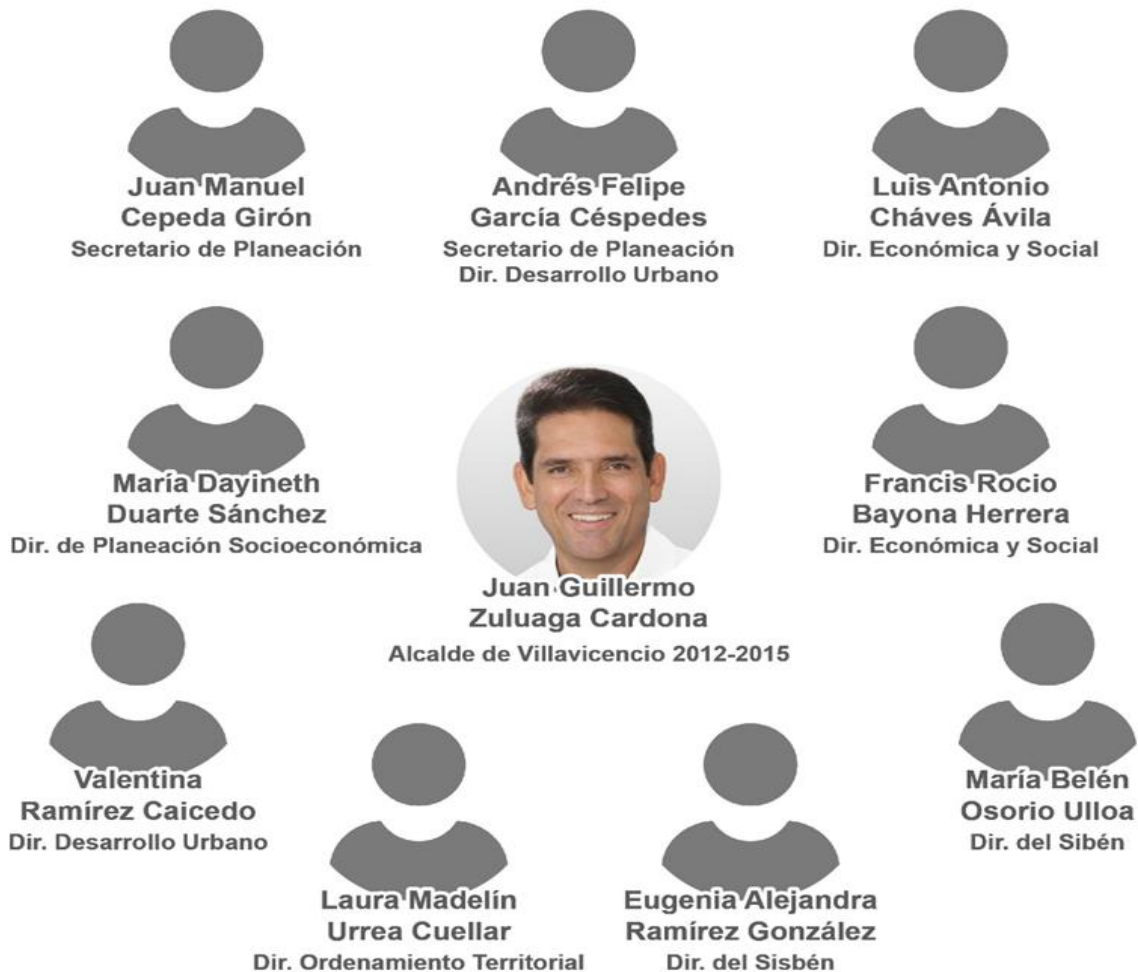 Juan Manuel
Cepeda Girón
Secretario de Planeación
Andrés Felipe
García Céspedes
Secretario de Planeación
Dir. Desarrollo Urbano
Luis Antonio
Cháves Ávila
Dir. Económica y Social
María Dayineth
Duarte Sánchez
Dir. de Planeación Socioeconómica
Juan Guillermo
Zuluaga Cardona
Alcalde de Villavicencio 2012-2015
Francis Rocio
Bayona Herrera
Dir. Económica y Social
Valentina
Ramírez Caicedo
Dir. Desarrollo Urbano
Laura Madelín
Urrea Cuellar
Dir. Ordenamiento Territorial
Eugenia Alejandra
Ramírez González
Dir. del Sisbén
María Belén
Osorio Ulloa
Dir. del Sibén